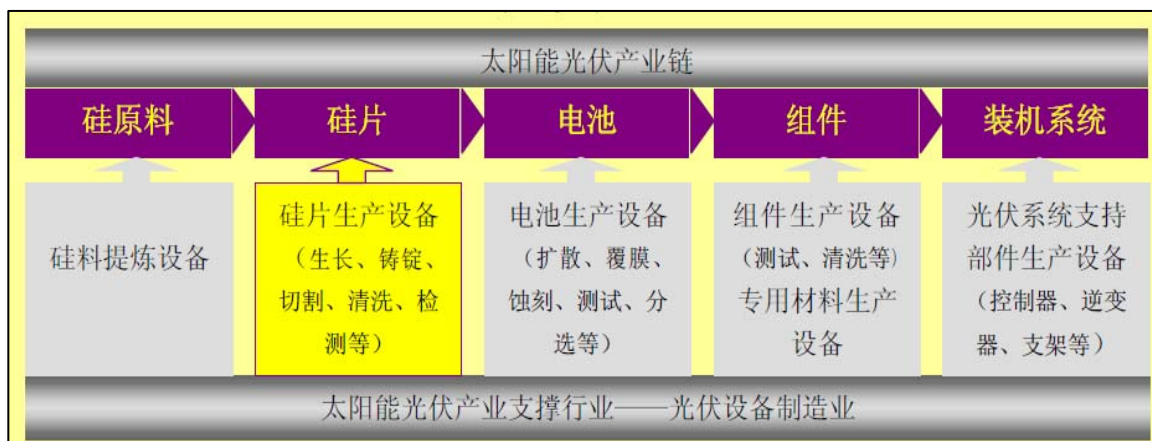 太阳能光伏产业链
硅原料
硅片
电池
组件
装机系统
硅料提炼设备
硅片生产设备
（生长、铸锭、
切割、清洗、检
测等）
电池生产设备
（扩散、覆膜、
蚀刻、测试、分
选等）
组件生产设备
（测试、清洗等）
专用材料生产
设备
光伏系统支持
部件生产设备
（控制器、逆变
器、支架等）
太阳能光伏产业支撑行业——光伏设备制造业